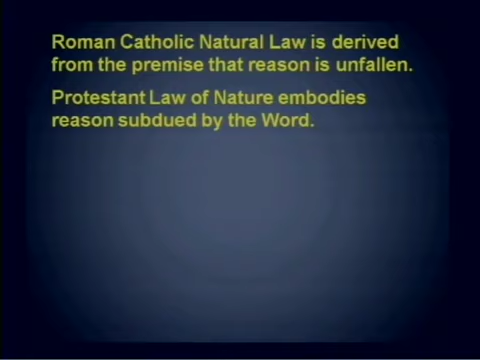 Roman Catholic Natural Law is derived
from the premise that reason is unfallen.
Protestant Law of Nature embodies
reason subdued by the Word.